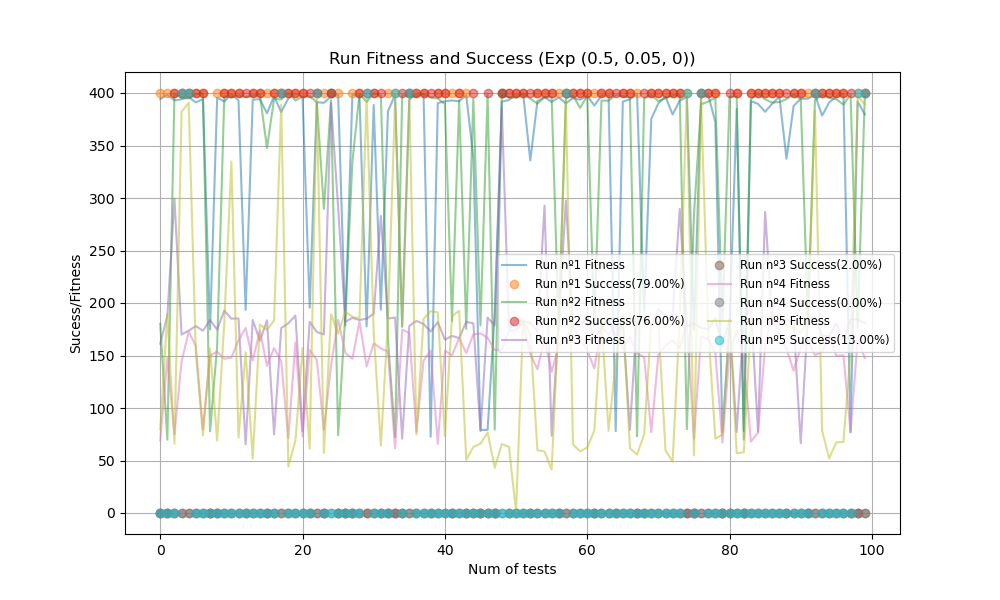 Run Fitness and Success (Exp (0.5, 0.05, 0))
Success/Fitness
400
350
300
250
200
150
100
50
0
Run nº1 Fitness
Run nº1 Success(79.00%)
Run nº2 Fitness
Run nº2 Success(76.00%)
Run nº3 Fitness
Run nº3 Success(2.00%)
Run nº4 Fitness
Run nº4 Success(0.00%)
Run nº5 Fitness
Run nº5 Success(13.00%)
0 20 40 60 80 100
Num of tests